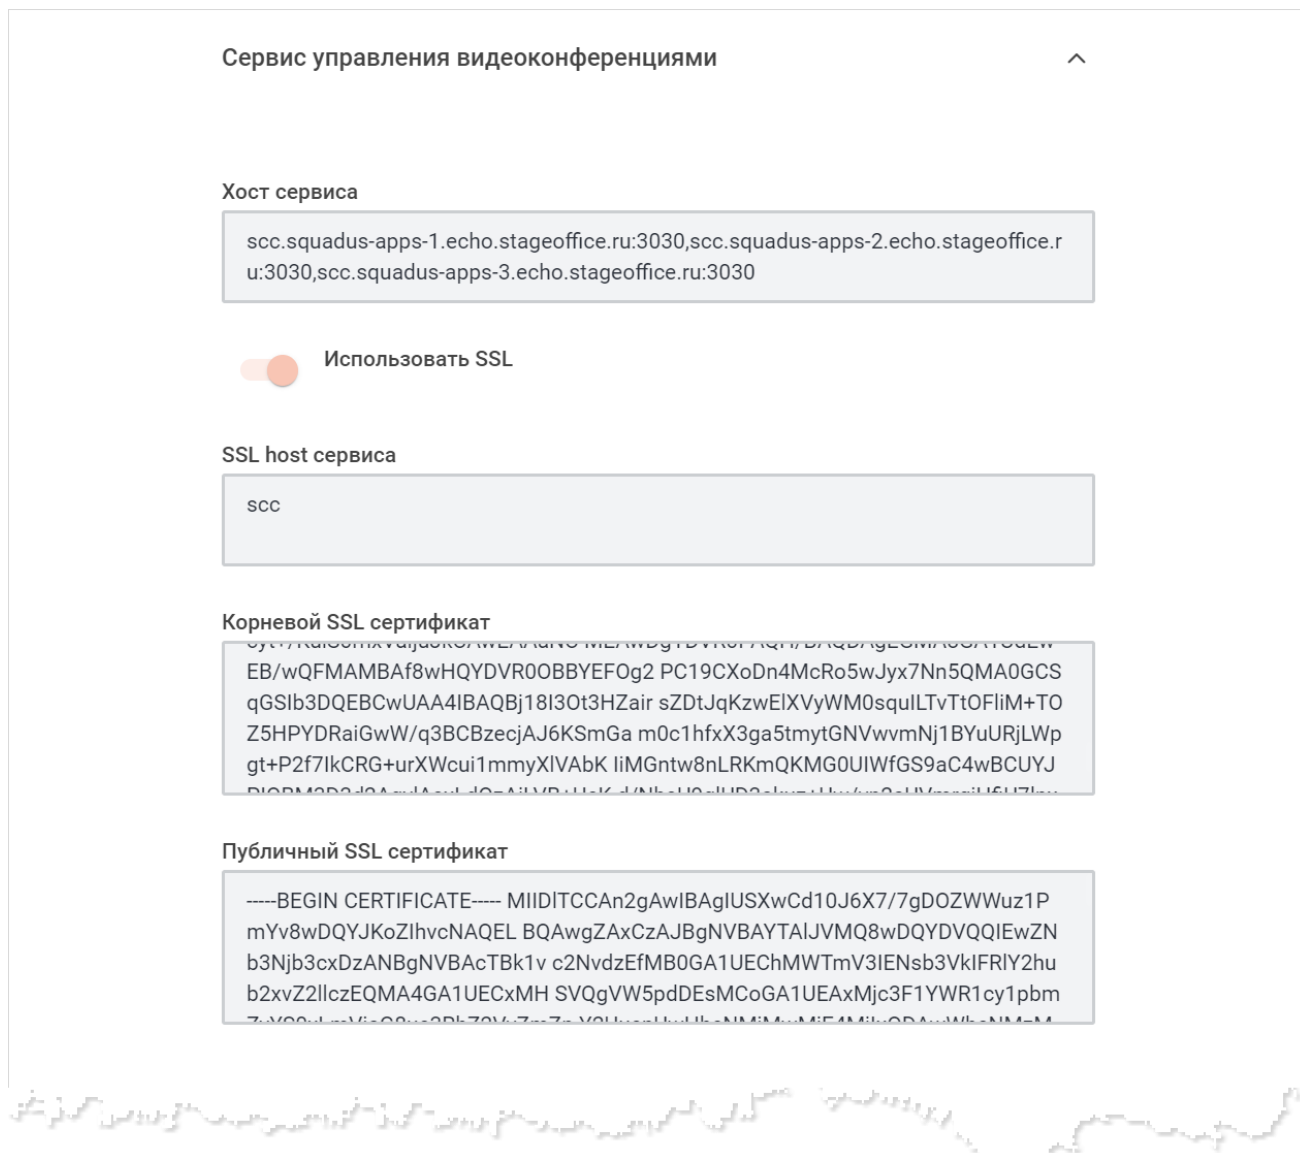 Сервис управления видеоконференциями
Хост сервиса
scc.squadus-apps-1.echo.stageoffice.ru:3030,scc.squadus-apps-2.echo.stageoffice.r
u:3030,scc.squadus-apps-3.echo.stageoffice.ru:3030
Использовать SSL
SSL host сервиса
scc
Корневой SSL сертификат
EB/wQFMAMBAf8wHQYDVR0OBBYEFOg2 PC19CXoDn4McRo5wJyx7Nn5QMA0GCS
qGSIb3DQEBCwUAA4IBAQBj18I3Ot3HZair sZDtJqKzwElXVyWM0squILTvTtOFliM+TO
Z5HPYDRaiGwW/q3BCBzecjAJ6KSmGa m0c1hfxX3ga5tmytGNVwvmNj1BYuURjLWp
gt+P2f7IkCRG+urXWcui1mmyXlVAbK IiMGntw8nLRKmQKMG0UIWfGS9aC4wBCUYJ
Публичный SSL сертификат
-----BEGIN CERTIFICATE----- MIIDlTCCAn2gAwIBAgIUSXwCd10J6X7/7gDOZWWuz1P
mYv8wDQYJKoZIhvcNAQEL BQAwgZAxCzAJBgNVBAYTAlJVMQ8wDQYDVQQIEwZN
b3Njb3cxDzANBgNVBAcTBk1v c2NvdzEfMB0GA1UEChMWTmV3IENsb3VkIFRlY2hu
b2xvZ2llczEQMA4GA1UECxMH SVQgVW5pdDEsMCoGA1UEAxMjc3F1YWR1cy1pbm